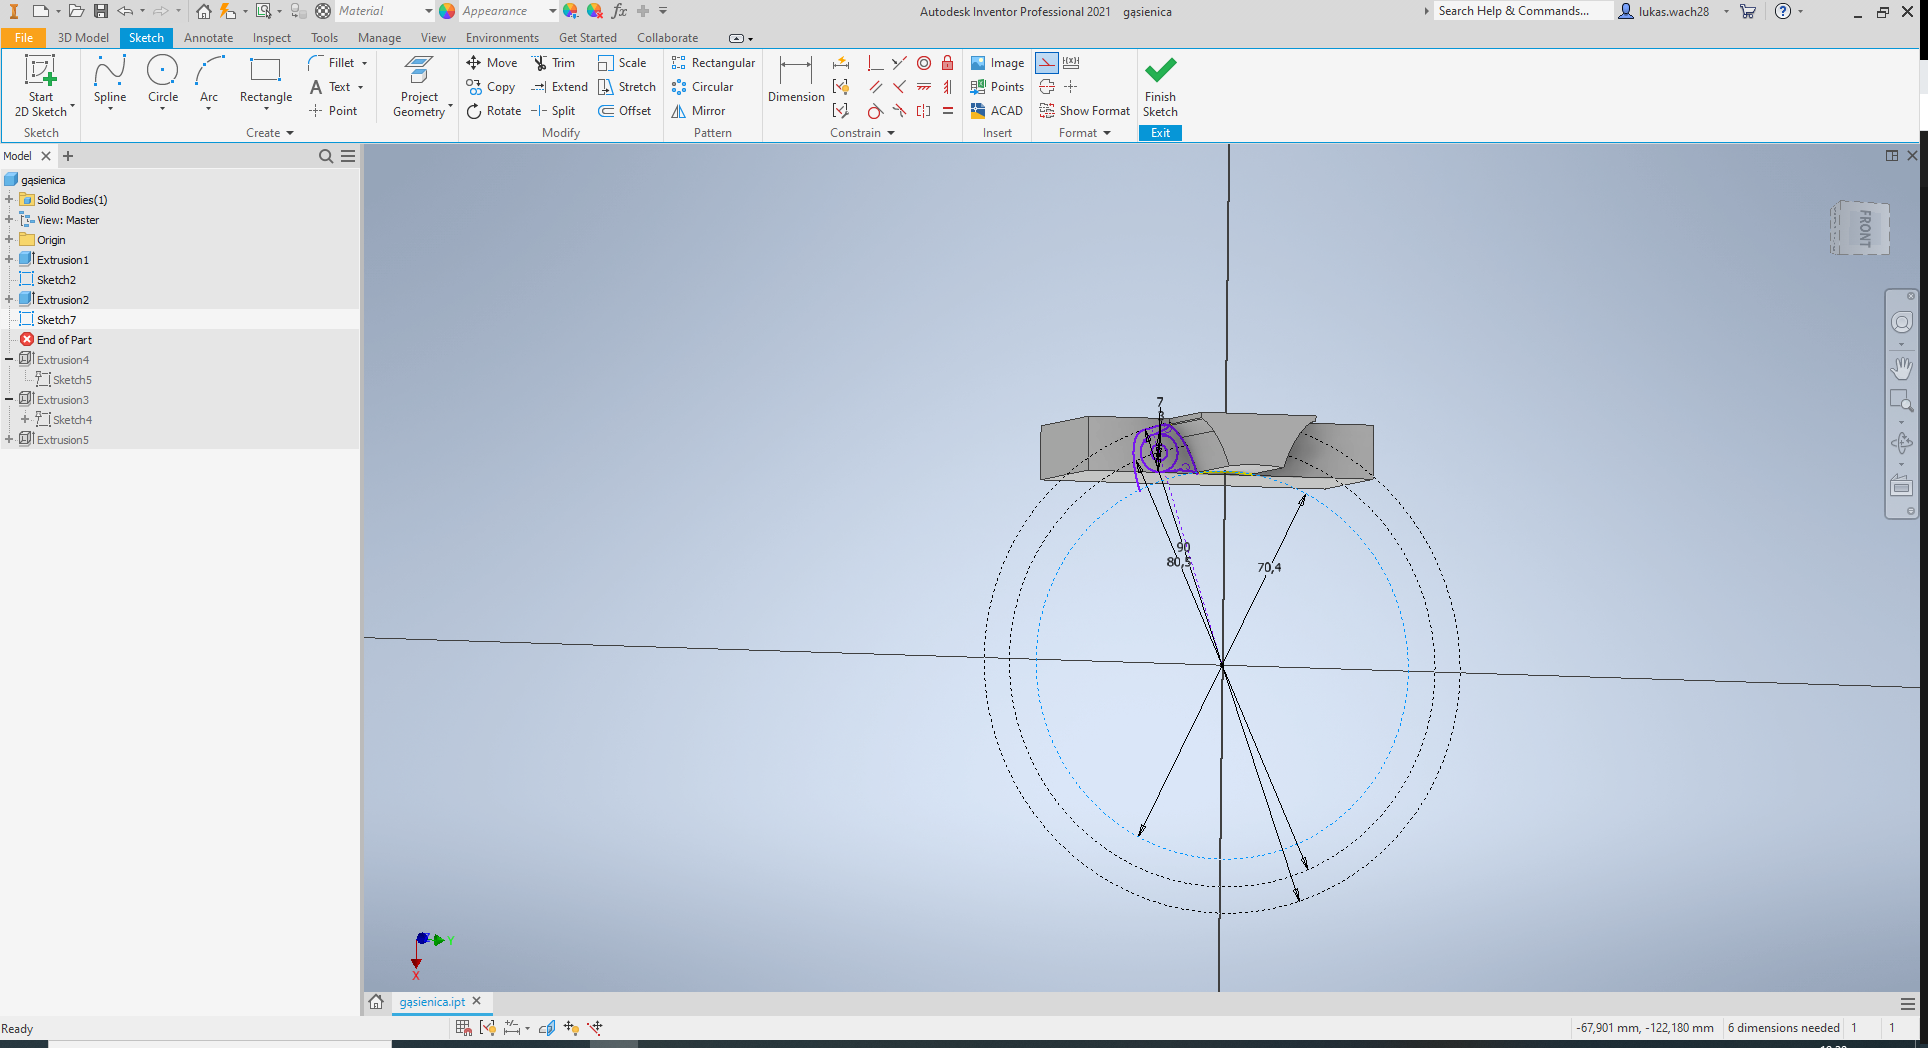 Material
Appearance
fx
Autodesk Inventor Professional 2021 gąsienica
Search Help & Commands...
lukas.wach28
File 3D Model Sketch Annotate Inspect Tools Manage View Environments Get Started Collaborate
Start
2D Sketch
Sketch
Spline
Circle
Arc
Rectangle
Fillet
A Text
Point
Create
Project
Geometry
Move Trim Scale
Copy Extend Stretch
Rotate Split Offset
Modify
Rectangular
Circular
Mirror
Pattern
Dimension
Constrain
Image
Points
ACAD
Insert
Show Format
Format
Finish
Sketch
Exit
Model
gąsienica
Solid Bodies(1)
View: Master
Origin
Extrusion1
Sketch2
Extrusion2
Sketch7
End of Part
Extrusion4
Sketch5
Extrusion3
Sketch4
Extrusion5
FRONT
7
3
90
80,5
70,4
Y
X
gąsienica.ipt
Ready
-67,901 mm, -122,180 mm 6 dimensions needed 1 1